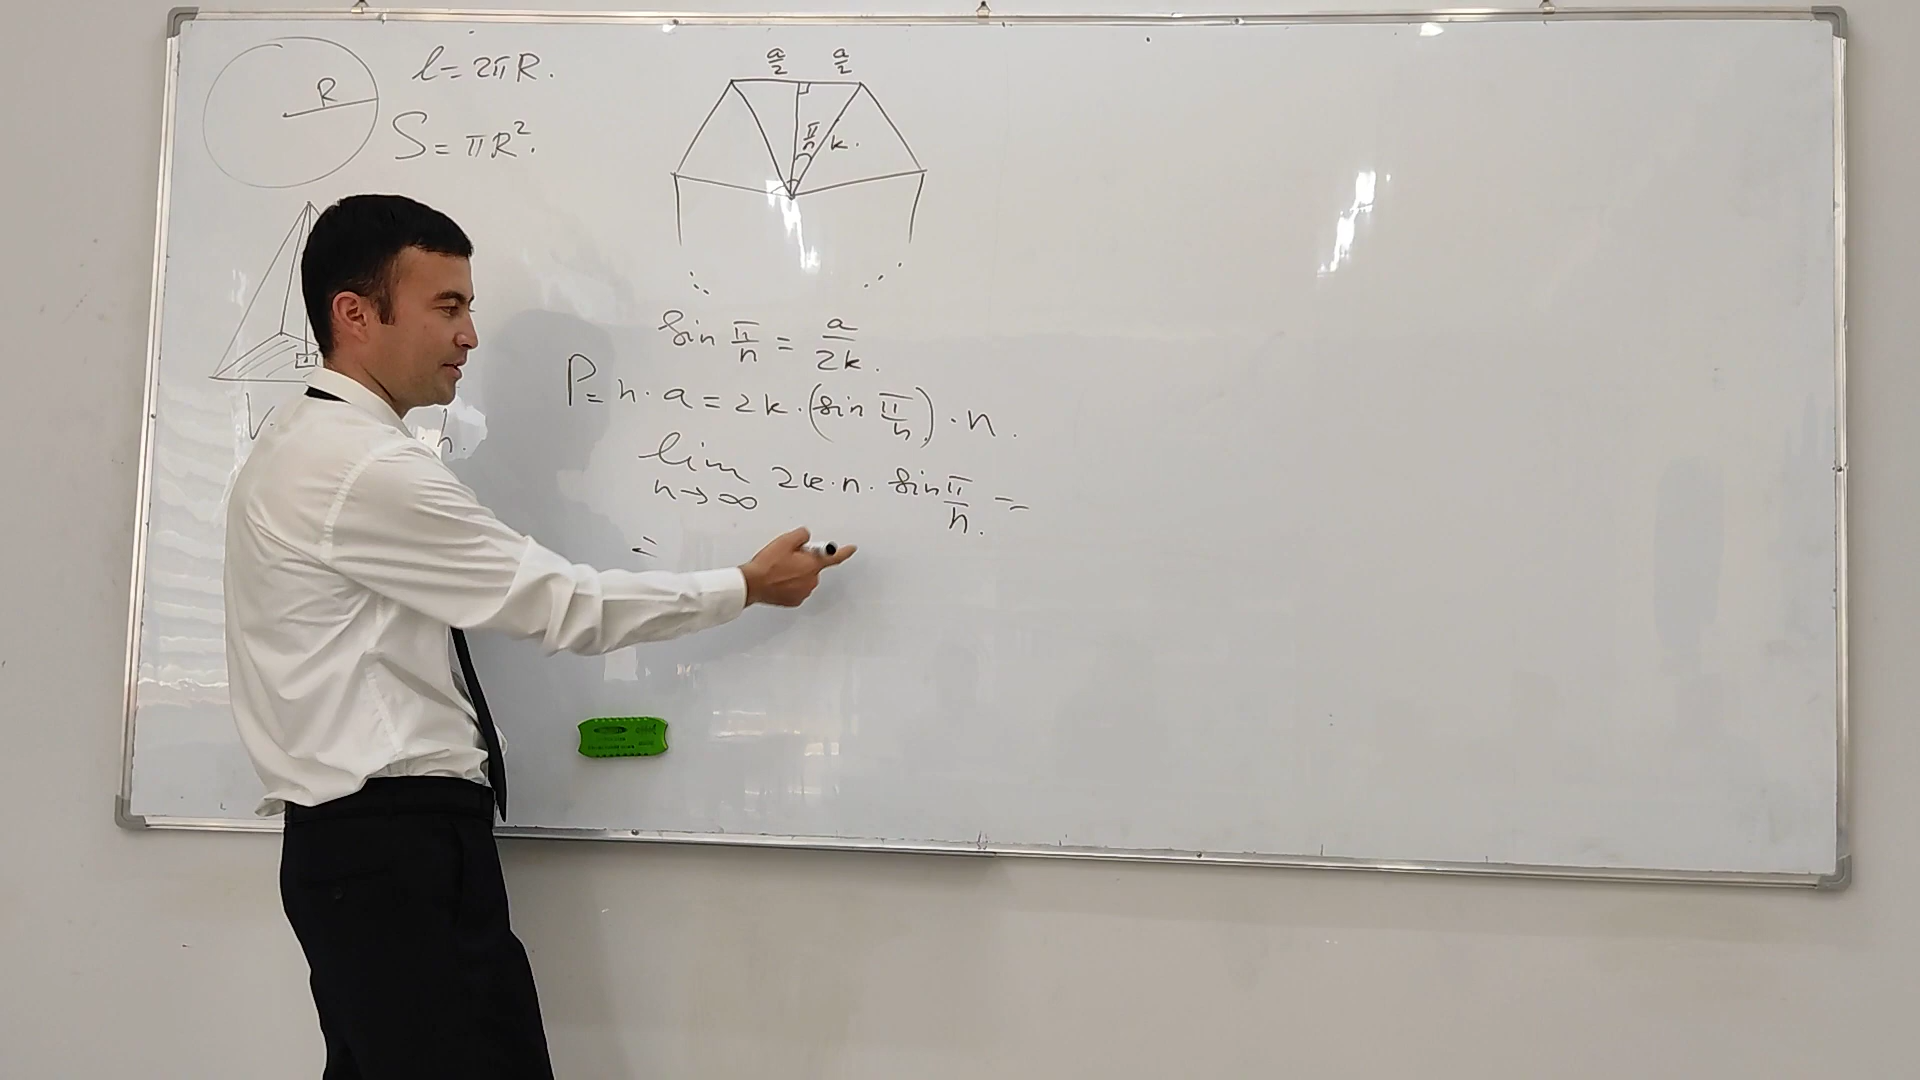 R
l = 2πR.
S = πR².
a/2 a/2
π/n k.
sin π/n = a/2k.
P = n · a = 2k · (sin π/n) · n.
lim n→∞ 2k · n · sin π/n. =
=
V
h.